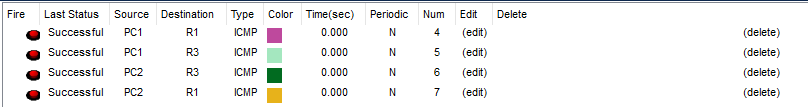 Fire Last Status Source Destination Type Color Time(sec) Periodic Num Edit Delete
Successful PC1 R1 ICMP 0.000 N 4 (edit) (delete)
Successful PC1 R3 ICMP 0.000 N 5 (edit) (delete)
Successful PC2 R3 ICMP 0.000 N 6 (edit) (delete)
Successful PC2 R1 ICMP 0.000 N 7 (edit) (delete)